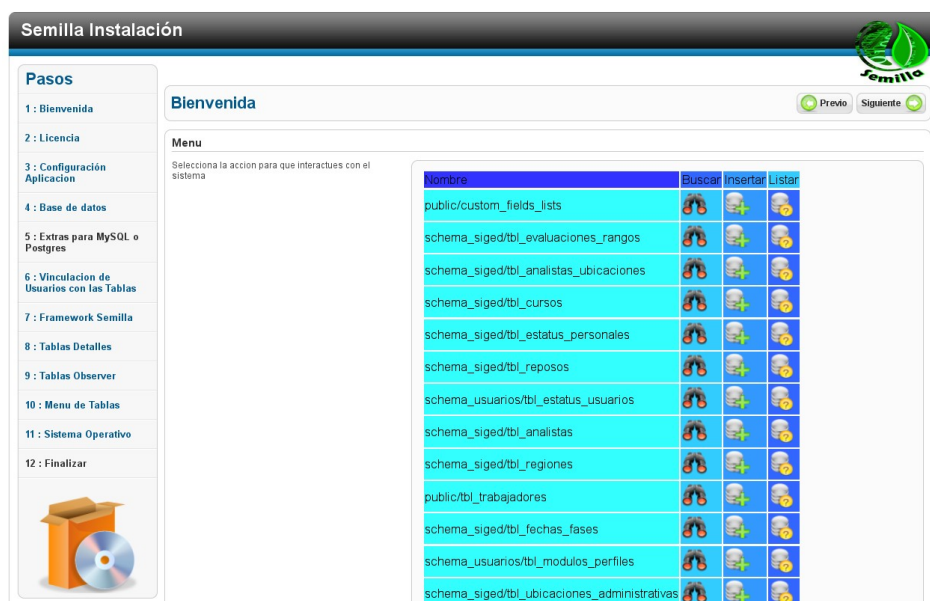 Semilla Instalación
Semilla
Pasos
1 : Bienvenida
2 : Licencia
3 : Configuración
Aplicacion
4 : Base de datos
5 : Extras para MySQL o
Postgres
6 : Vinculacion de
Usuarios con las Tablas
7 : Framework Semilla
8 : Tablas Detalles
9 : Tablas Observer
10 : Menu de Tablas
11 : Sistema Operativo
12 : Finalizar
Bienvenida
Previo
Siguiente
Menu
Selecciona la accion para que interactues con el
sistema
Nombre Buscar Insertar Listar
public/custom_fields_lists
schema_siged/tbl_evaluaciones_rangos
schema_siged/tbl_analistas_ubicaciones
schema_siged/tbl_cursos
schema_siged/tbl_estatus_personales
schema_siged/tbl_reposos
schema_usuarios/tbl_estatus_usuarios
schema_siged/tbl_analistas
schema_siged/tbl_regiones
public/tbl_trabajadores
schema_siged/tbl_fechas_fases
schema_usuarios/tbl_modulos_perfiles
schema_siged/tbl_ubicaciones_administrativas